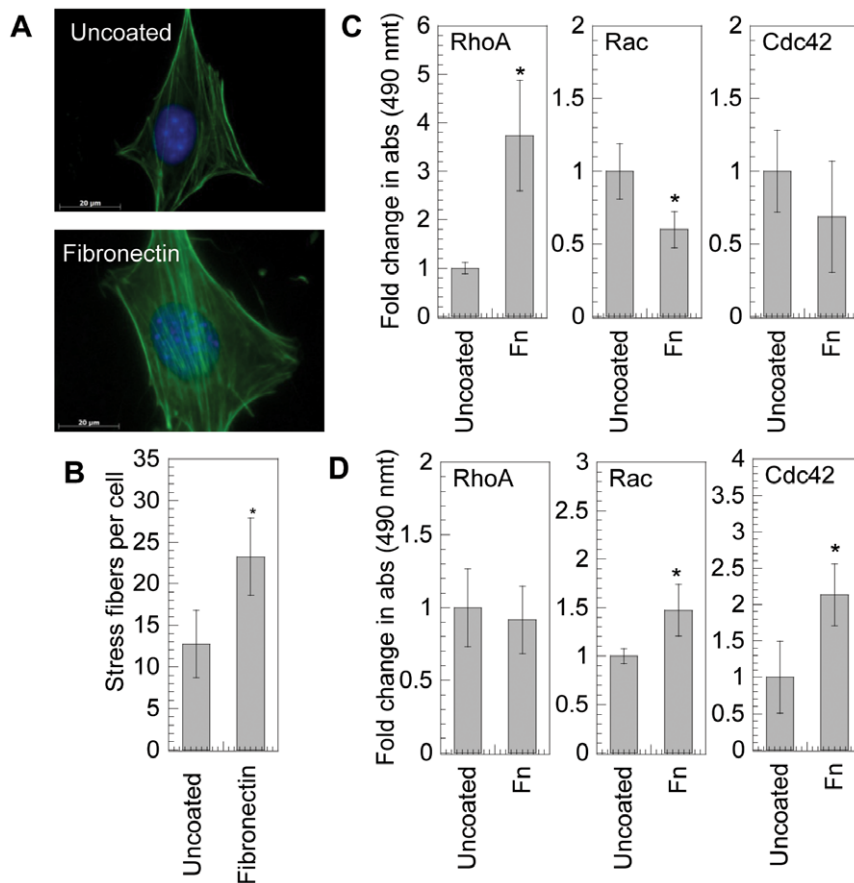 A
Uncoated
20 µm
Fibronectin
20 µm
B
Stress fibers per cell
35
30
25
20
15
10
5
0
*
Uncoated
Fibronectin
C
Fold change in abs (490 nmt)
6
5
4
3
2
1
0
RhoA
*
Uncoated
Fn
2
1.5
1
0.5
0
Rac
*
Uncoated
Fn
2
1.5
1
0.5
0
Cdc42
Uncoated
Fn
D
Fold change in abs (490 nmt)
2
1.5
1
0.5
0
RhoA
Uncoated
Fn
3
2.5
2
1.5
1
0.5
0
Rac
*
Uncoated
Fn
4
3.5
3
2.5
2
1.5
1
0.5
0
Cdc42
*
Uncoated
Fn